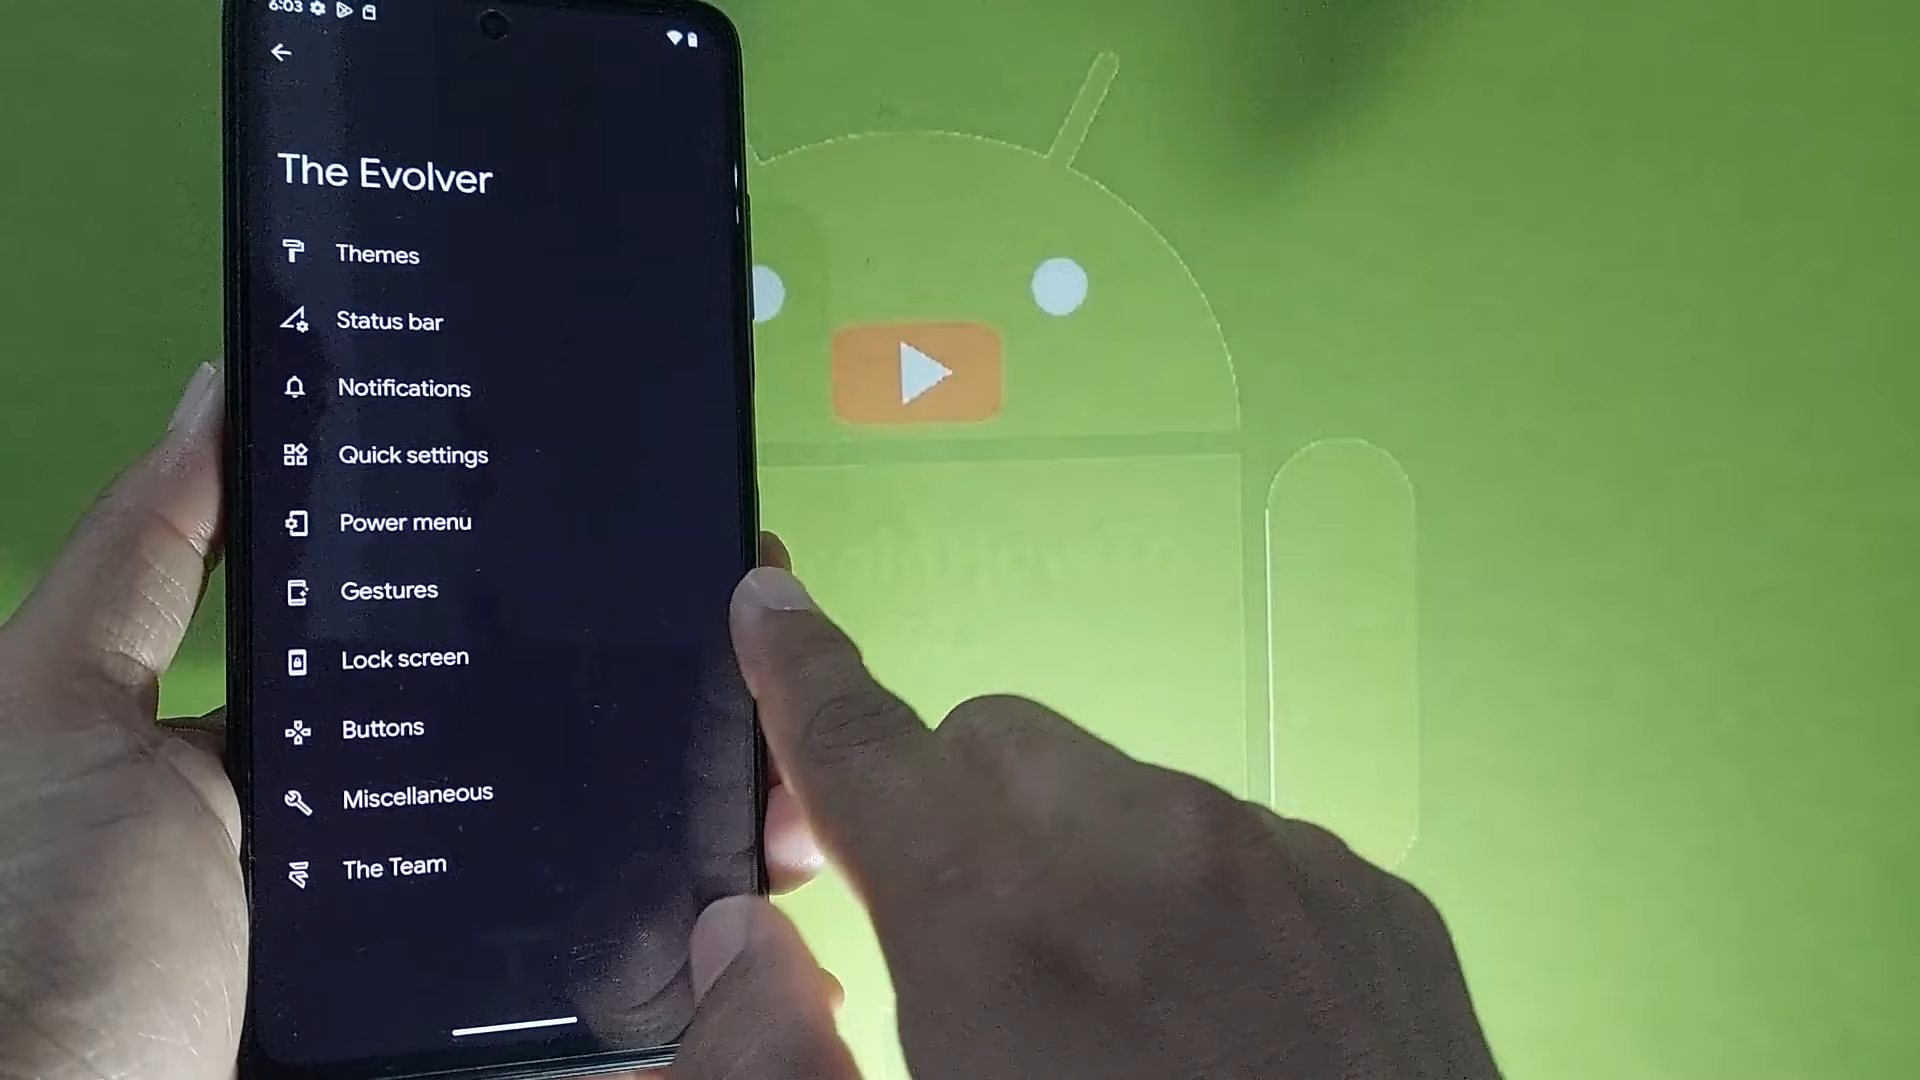 6:03
The Evolver
Themes
Status bar
Notifications
Quick settings
Power menu
Gestures
Lock screen
Buttons
Miscellaneous
The Team